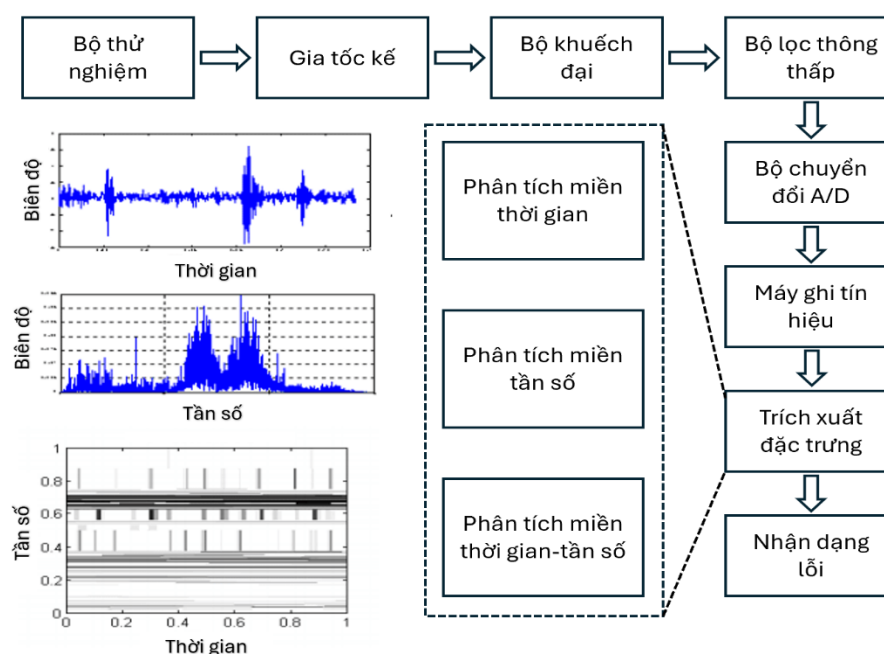 Bộ thử
nghiệm
Gia tốc kế
Bộ khuếch
đại
Bộ lọc thông
thấp
Biên độ
Thời gian
Phân tích miền
thời gian
Bộ chuyển
đổi A/D
Máy ghi tín
hiệu
Biên độ
Tần số
Phân tích miền
tần số
Trích xuất
đặc trưng
Tần số
1
0.8
0.6
0.4
0.2
0
0
0.2
0.4
0.6
0.8
1
Thời gian
Phân tích miền
thời gian-tần số
Nhận dạng
lỗi